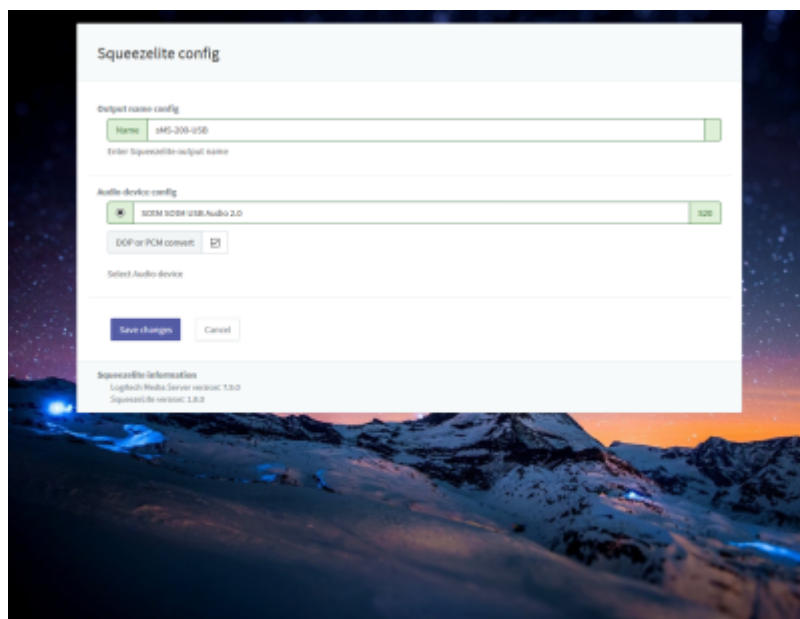 Squeezelite config
Output name config
Name sMS-200-USB
Enter Squeezelite output name
Audio device config
USB Audio 2.0
DOP or PCM convert
Select Audio device
Save changes Cancel
Squeezelite information
Logitech Media Server version: 7.9.0
SqueezeLite version: 1.8.0